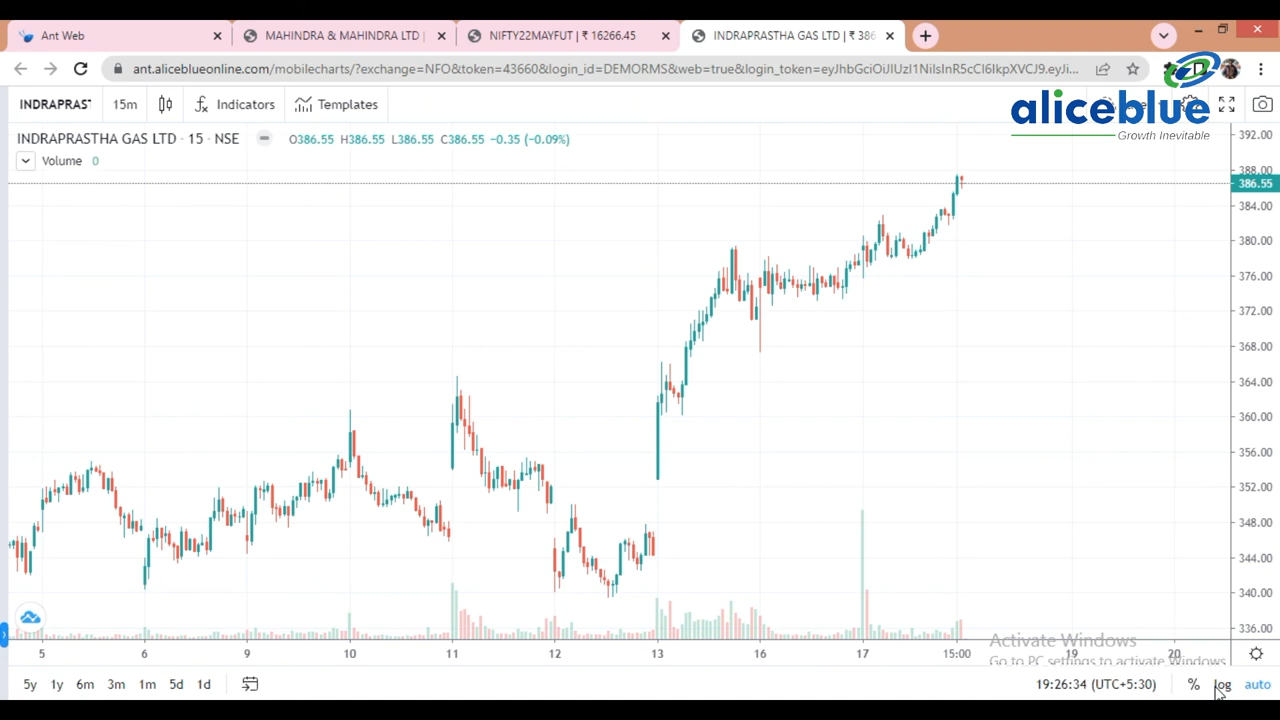 Ant Web
MAHINDRA & MAHINDRA LTD |
NIFTY22MAYFUT | ₹ 16266.45
INDRAPRASTHA GAS LTD | ₹ 386
ant.aliceblueonline.com/mobilecharts/?exchange=NFO&token=43660&login_id=DEMORMS&web=true&login_token=
INDRAPRAST
15m
Indicators
Templates
aliceblue
Growth Inevitable
INDRAPRASTHA GAS LTD · 15 · NSE
O386.55 H386.55 L386.55 C386.55 −0.35 (−0.09%)
Volume 0
392.00
388.00
386.55
384.00
380.00
376.00
372.00
368.00
364.00
360.00
356.00
352.00
348.00
344.00
340.00
336.00
Activate Windows
Go to PC settings to activate Windows
5 6 9 10 11 12 13 16 17 15:00 19 20
5y 1y 6m 3m 1m 5d 1d
19:26:34 (UTC+5:30) % log auto